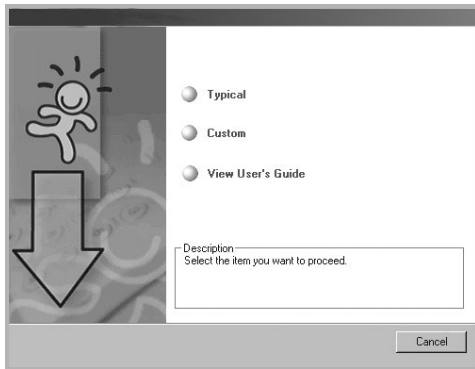 Typical
Custom
View User's Guide
Description
Select the item you want to proceed.
Cancel